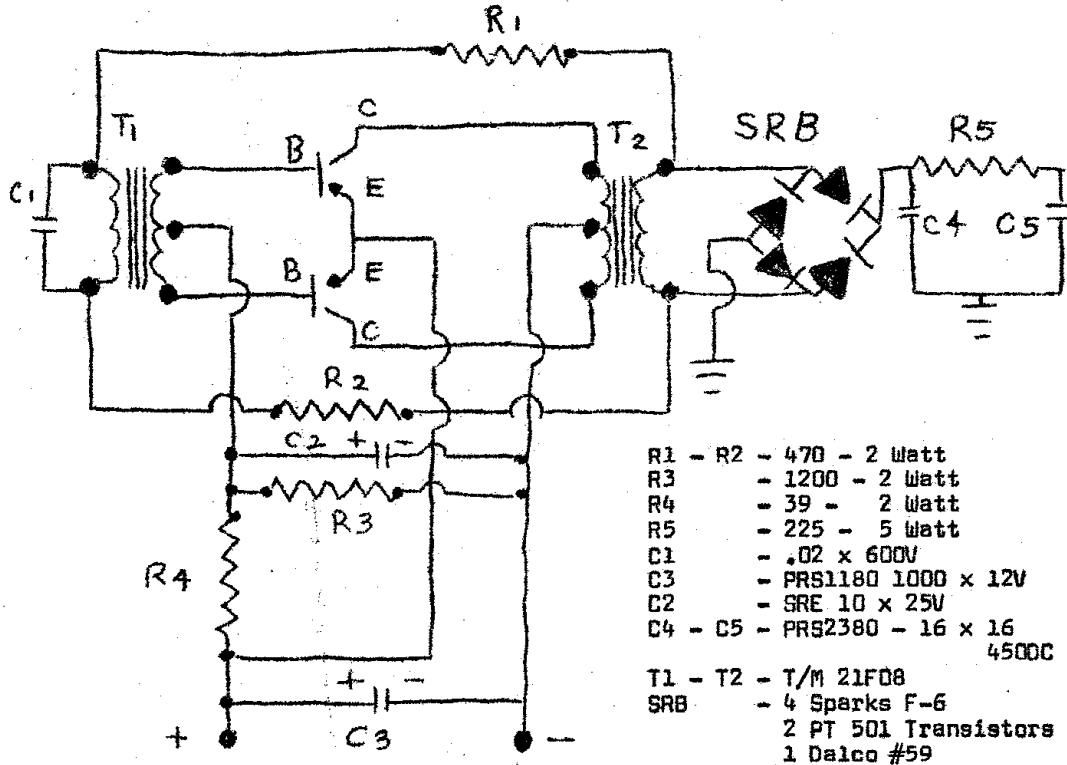 R1
T1
C
T2
SRB
R5
B
E
C1
C4 C5
B
E
C
R2
C2 + -
R3
R4
+ -
C3
+ -
R1 - R2 - 470 - 2 Watt
R3 - 1200 - 2 Watt
R4 - 39 - 2 Watt
R5 - 225 - 5 Watt
C1 - .02 x 600V
C3 - PRS1180 1000 x 12V
C2 - SRE 10 x 25V
C4 - C5 - PRS2380 - 16 x 16
450DC
T1 - T2 - T/M 21F08
SRB - 4 Sparks F-6
2 PT 501 Transistors
1 Dalco #59